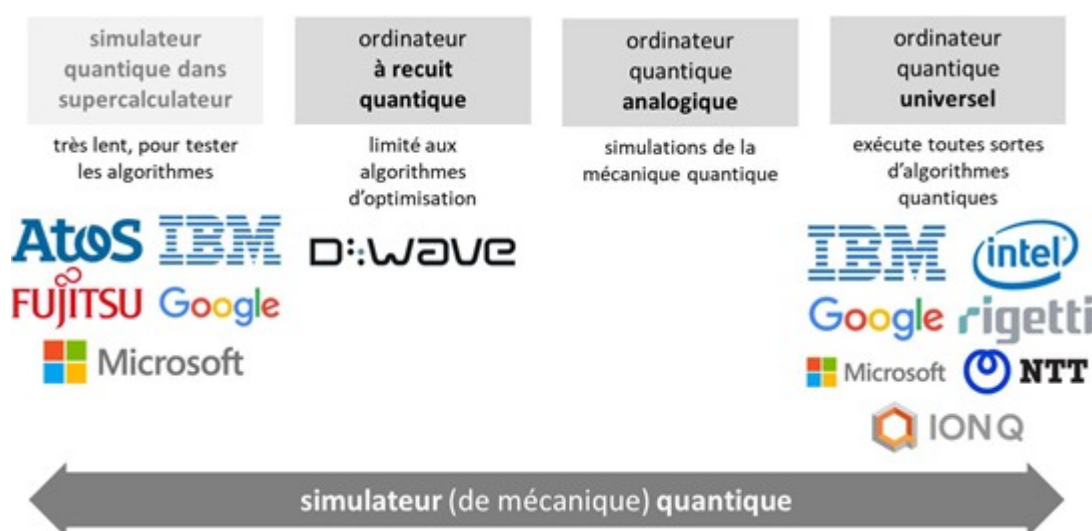 simulateur
quantique dans
supercalculateur
très lent, pour tester
les algorithmes
Atos IBM
FUJITSU Google
Microsoft
ordinateur
à recuit
quantique
limité aux
algorithmes
d'optimisation
D:wave
ordinateur
quantique
analogique
simulations de la
mécanique quantique
ordinateur
quantique
universel
exécute toutes sortes
d'algorithmes
quantiques
IBM intel
Google rigetti
Microsoft NTT
IONQ
simulateur (de mécanique) quantique